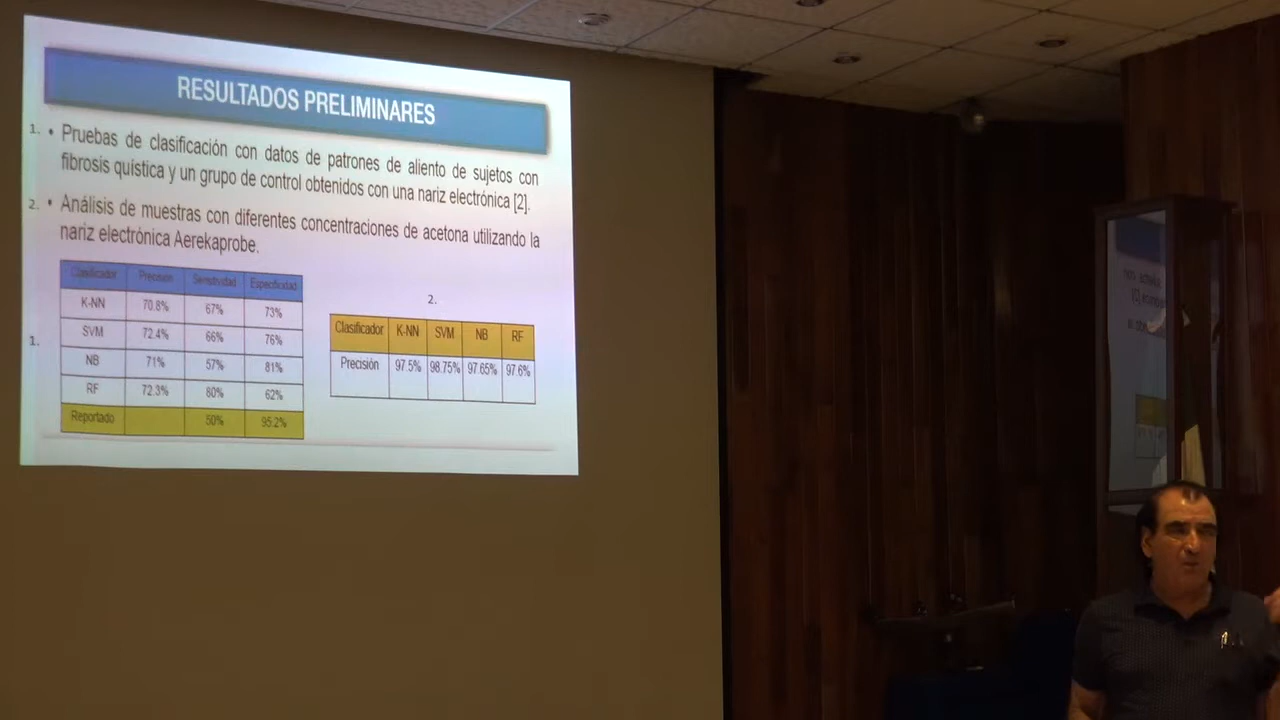 RESULTADOS PRELIMINARES
1. • Pruebas de clasificación con datos de patrones de aliento de sujetos con
fibrosis quística y un grupo de control obtenidos con una nariz electrónica [2].
2. • Análisis de muestras con diferentes concentraciones de acetona utilizando la
nariz electrónica Aerekaprobe.
1.
Clasificador Precisión Sensitividad Especificidad
K-NN 70.8% 67% 73%
SVM 72.4% 66% 76%
NB 71% 57% 81%
RF 72.3% 80% 62%
Reportado 50% 95.2%
2.
Clasificador K-NN SVM NB RF
Precisión 97.5% 98.75% 97.65% 97.6%